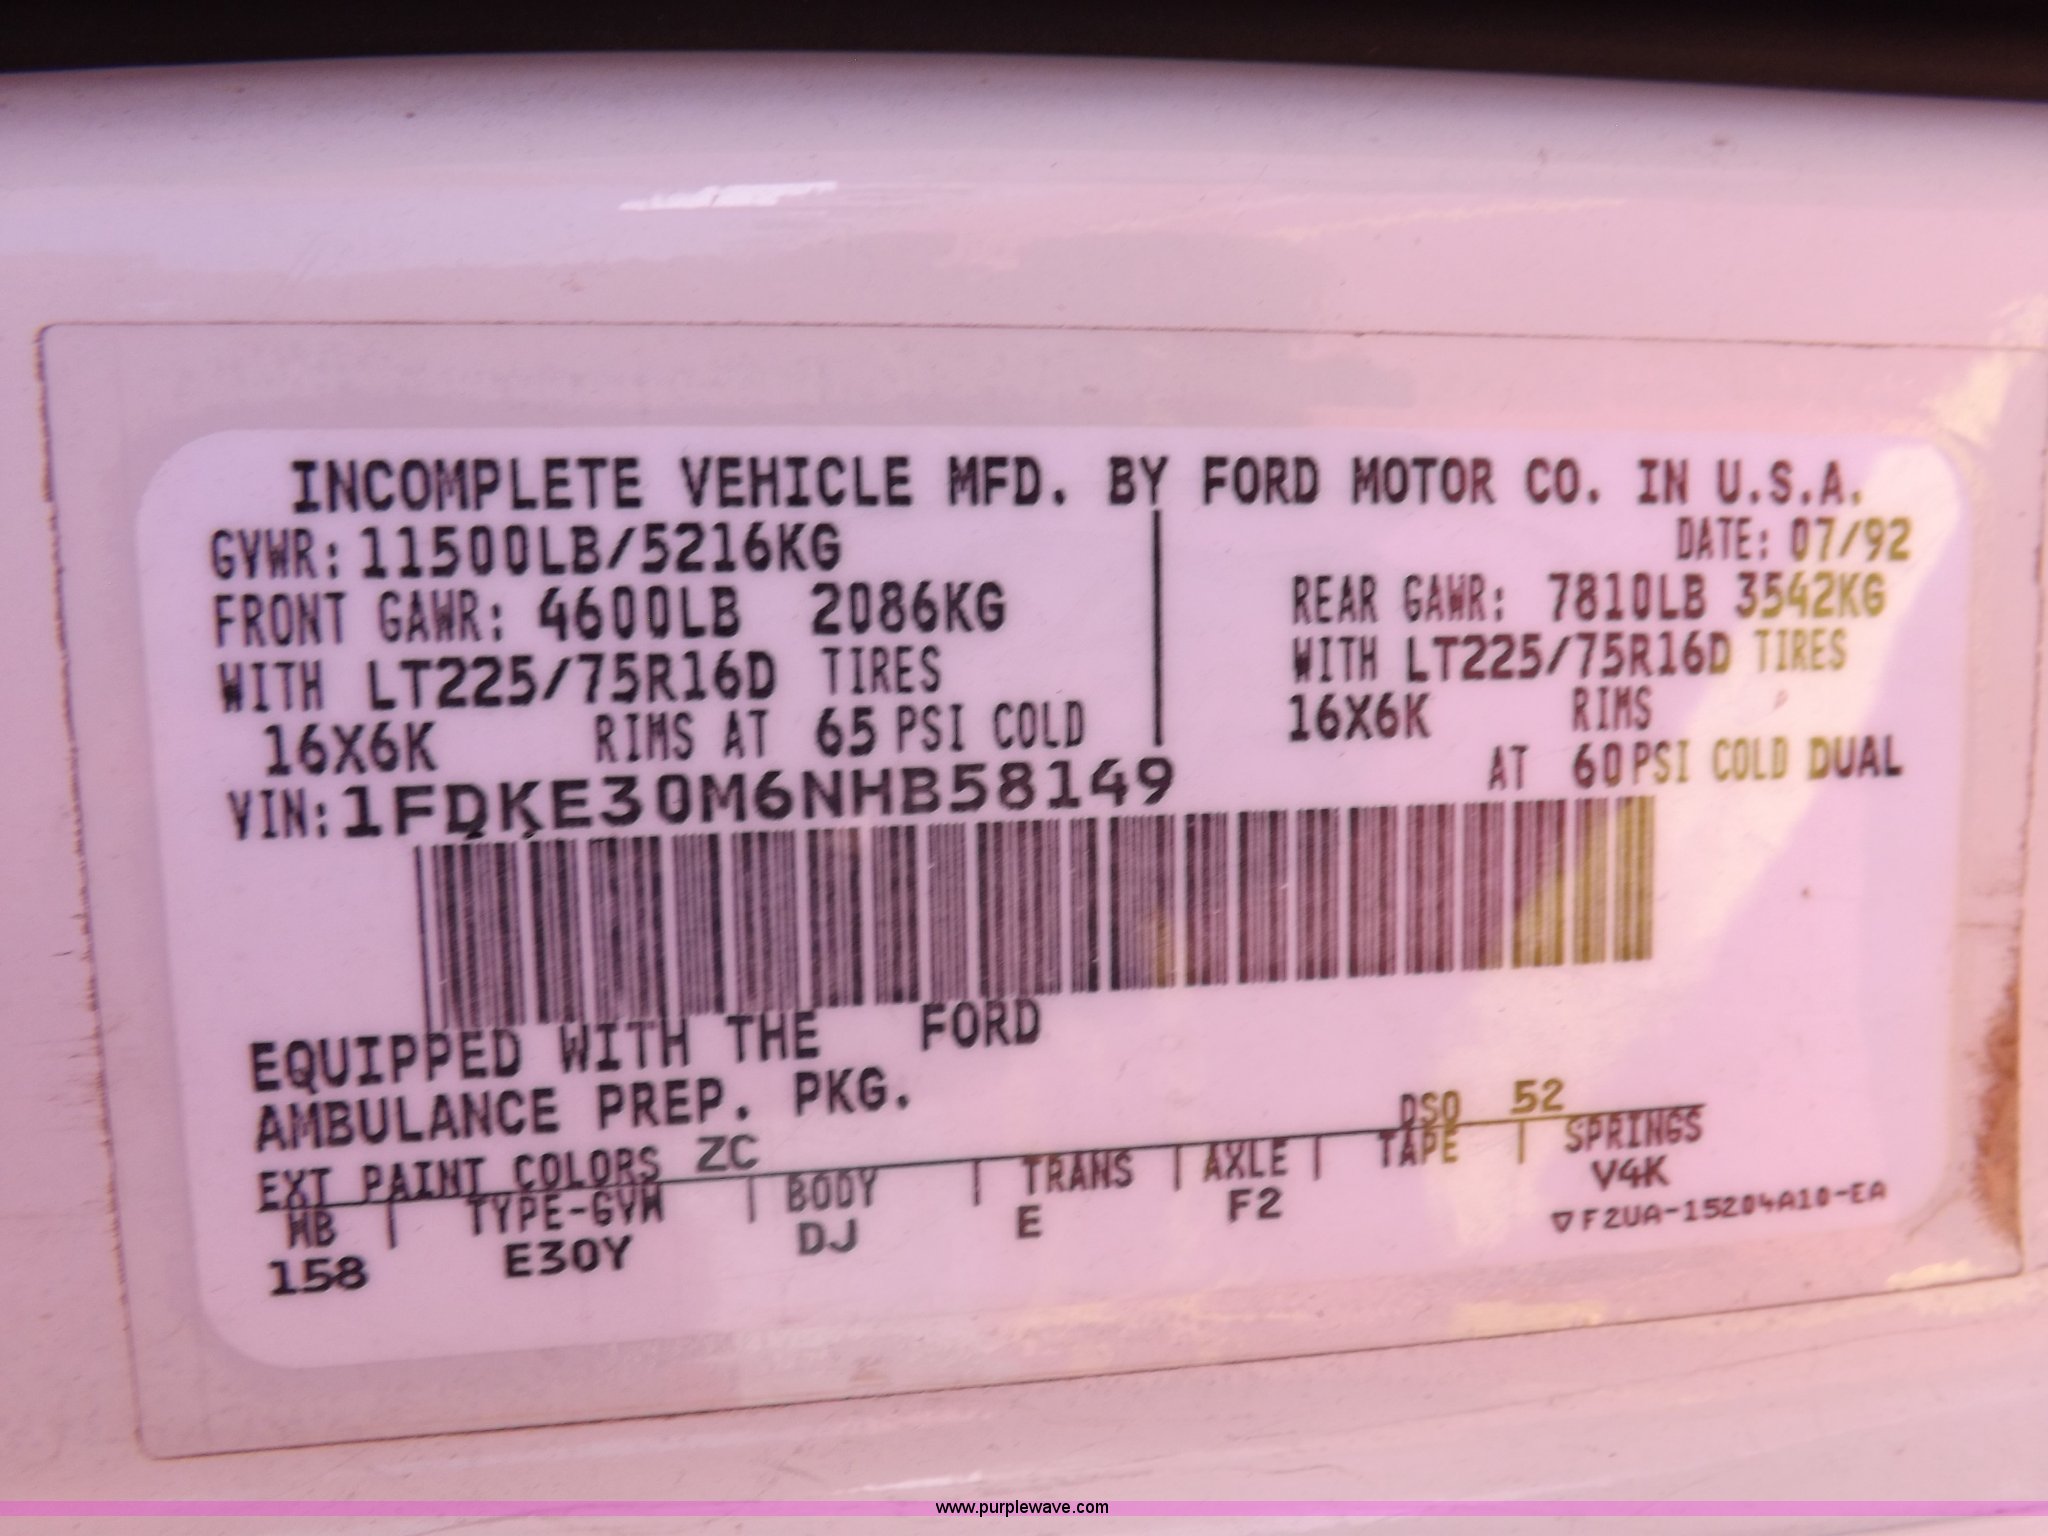 INCOMPLETE VEHICLE MFD. BY FORD MOTOR CO. IN U.S.A.
GVWR: 11500LB/5216KG
DATE: 07/92
FRONT GAWR: 4600LB 2086KG
REAR GAWR: 7810LB 3542KG
WITH LT225/75R16D TIRES
WITH LT225/75R16D TIRES
16X6K RIMS AT 65 PSI COLD
16X6K RIMS
AT 60 PSI COLD DUAL
VIN: 1FDKE30M6NHB58149
EQUIPPED WITH THE FORD
AMBULANCE PREP. PKG.
EXT PAINT COLORS ZC DSO 52
WB | TYPE-GVW | BODY | TRANS | AXLE | TAPE | SPRINGS
158 E30Y DJ E F2 V4K
▽F2UA-15204A10-EA
www.purplewave.com